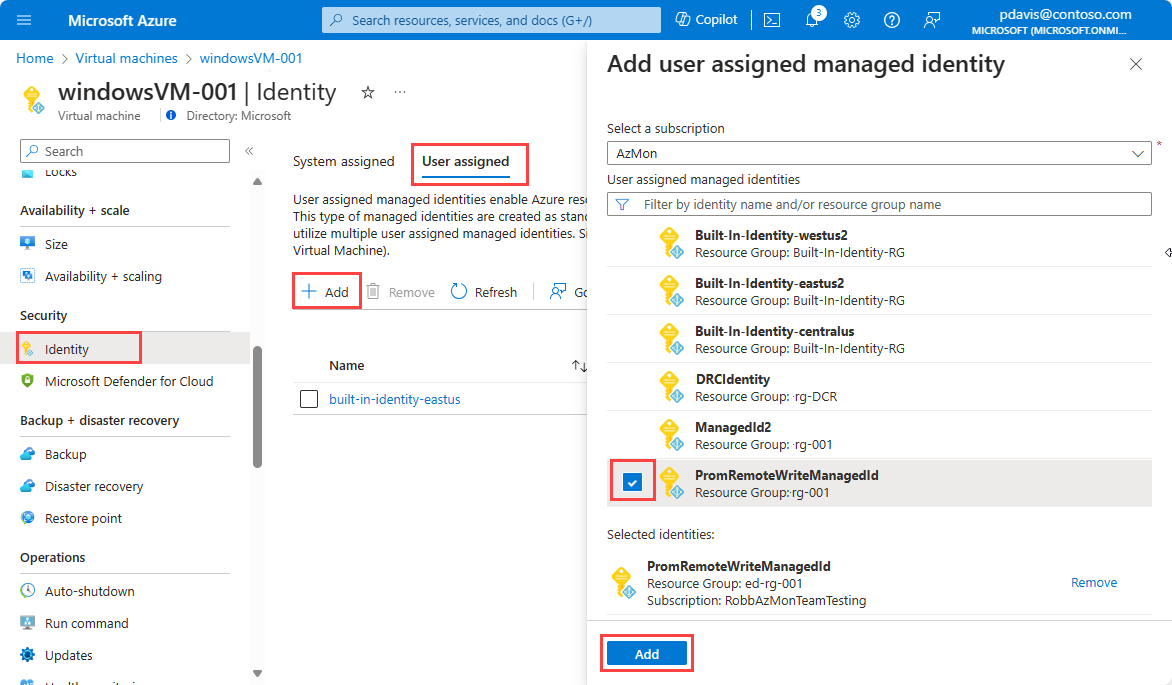 Microsoft Azure
Search resources, services, and docs (G+/)
Copilot
3
pdavis@contoso.com
MICROSOFT (MICROSOFT.ONMI...
Home > Virtual machines > windowsVM-001
windowsVM-001 | Identity
Virtual machine
Directory: Microsoft
Search
Locks
Availability + scale
Size
Availability + scaling
Security
Identity
Microsoft Defender for Cloud
Backup + disaster recovery
Backup
Disaster recovery
Restore point
Operations
Auto-shutdown
Run command
Updates
System assigned
User assigned
User assigned managed identities enable Azure reso
This type of managed identities are created as stan
utilize multiple user assigned managed identities. Si
Virtual Machine).
Add
Remove
Refresh
Go
Name
built-in-identity-eastus
Add user assigned managed identity
Select a subscription
AzMon
*
User assigned managed identities
Filter by identity name and/or resource group name
Built-In-Identity-westus2
Resource Group: Built-In-Identity-RG
Built-In-Identity-eastus2
Resource Group: Built-In-Identity-RG
Built-In-Identity-centralus
Resource Group: Built-In-Identity-RG
DRCIdentity
Resource Group: rg-DCR
ManagedId2
Resource Group: rg-001
PromRemoteWriteManagedId
Resource Group: rg-001
Selected identities:
PromRemoteWriteManagedId
Resource Group: ed-rg-001
Subscription: RobbAzMonTeamTesting
Remove
Add